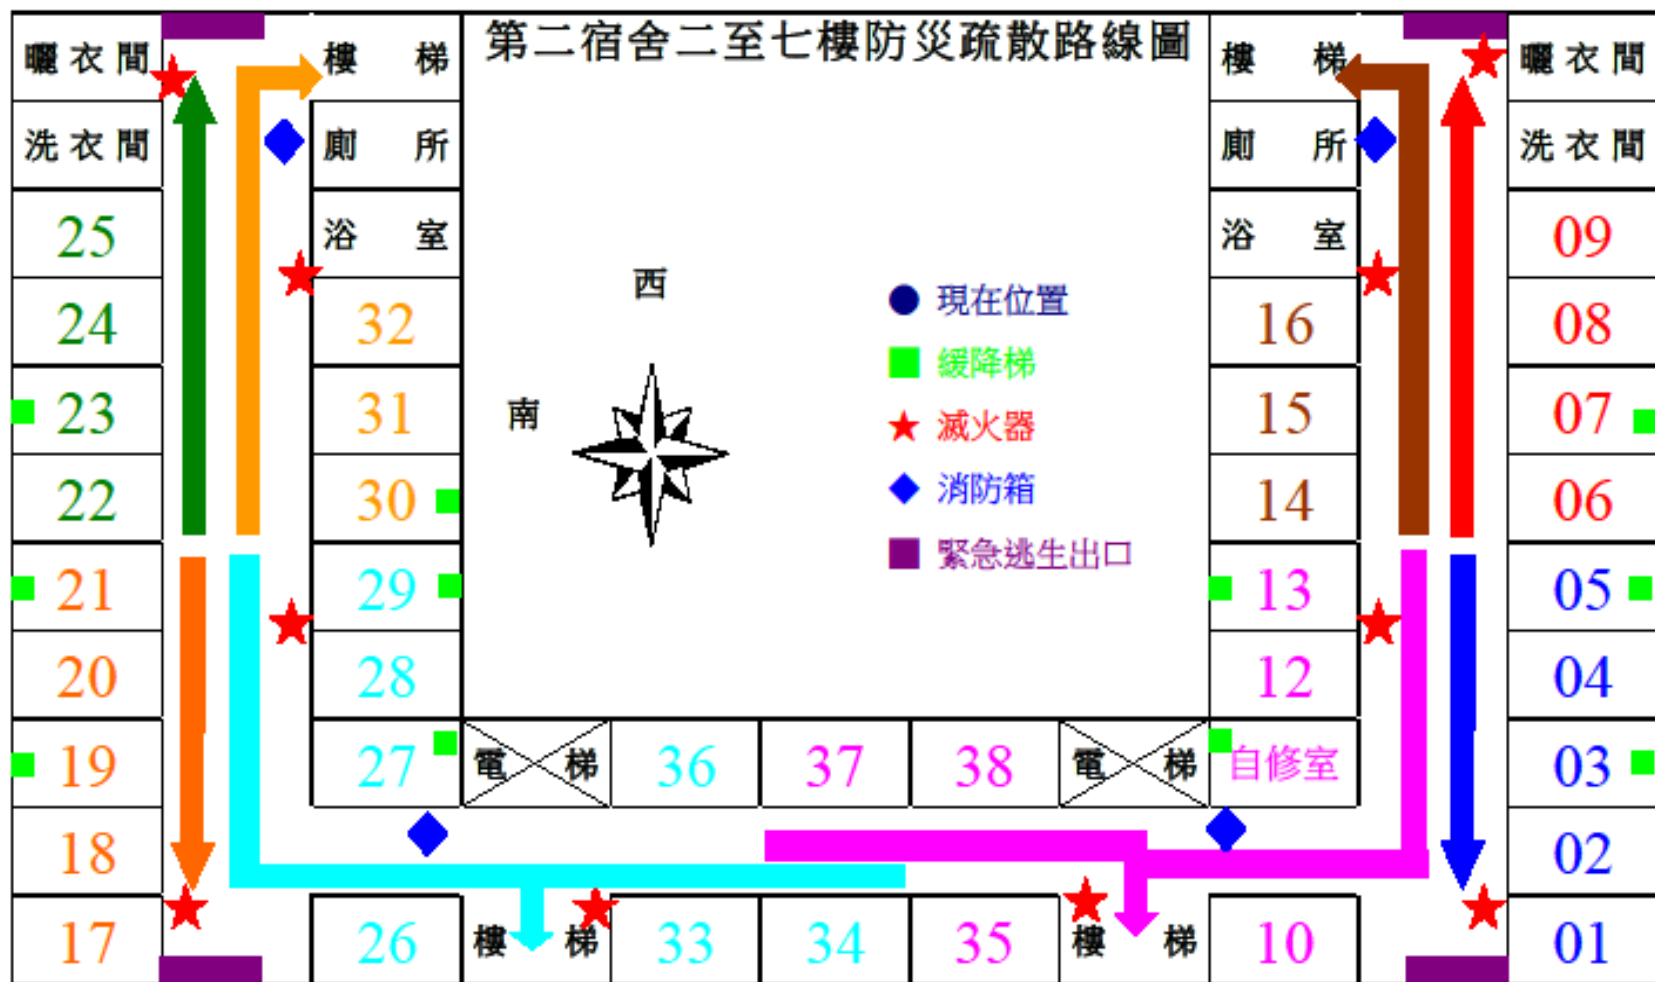 曬衣間 樓 梯 第二宿舍二至七樓防災疏散路線圖 樓 梯 曬衣間
洗衣間 廁 所 廁 所 洗衣間
25 浴 室 浴 室 09
西
現在位置
24 32 16 08
緩降梯
23 31 南 滅火器 15 07
消防箱
22 30 14 06
緊急逃生出口
21 29 13 05
20 28 12 04
19 27 電 梯 36 37 38 電 梯 自修室 03
18 02
17 26 樓 梯 33 34 35 樓 梯 10 01